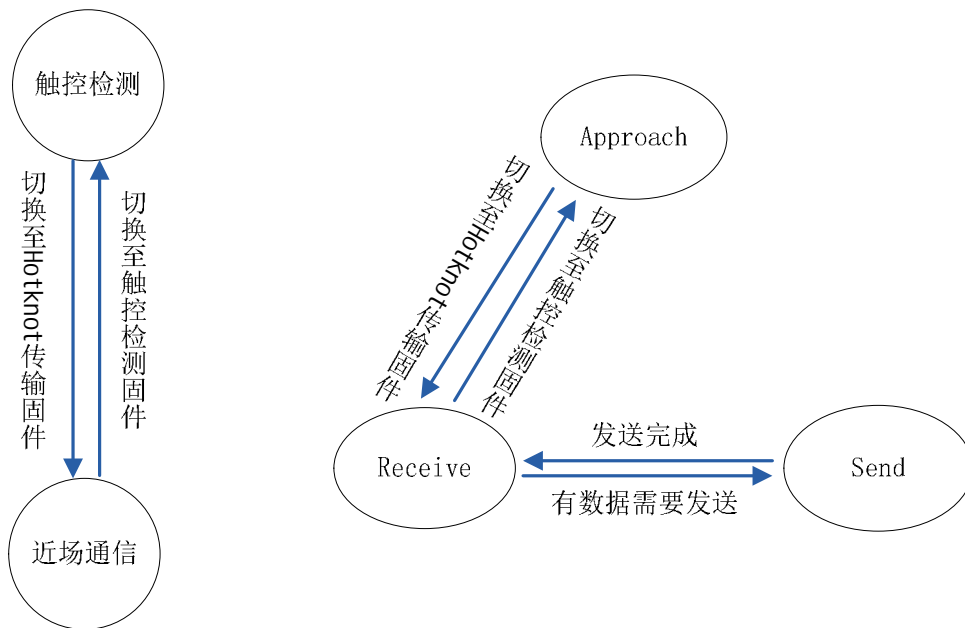 触控检测
切换至Hotknot传输固件
切换至触控检测固件
近场通信
Approach
切换至Hotknot传输固件
切换至触控检测固件
Receive
发送完成
有数据需要发送
Send